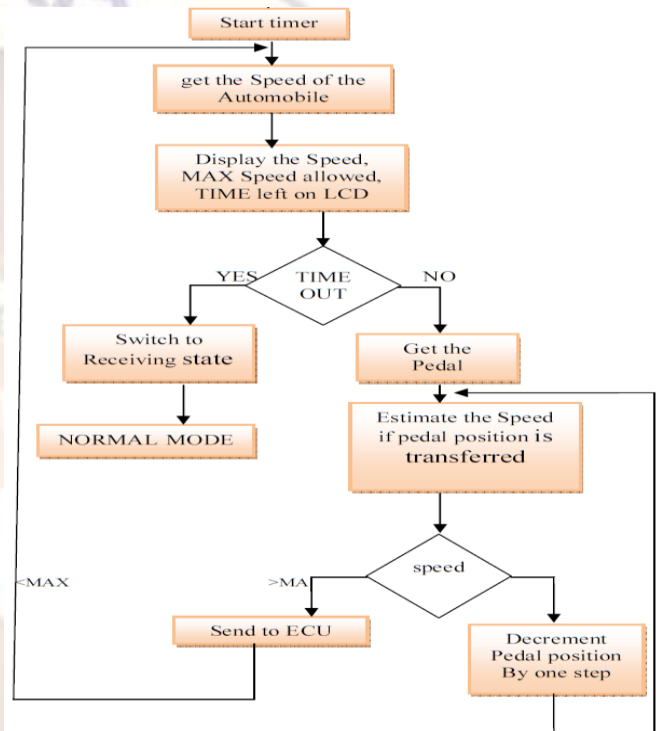 Start timer
get the Speed of the
Automobile
Display the Speed,
MAX Speed allowed,
TIME left on LCD
YES
TIME
OUT
NO
Switch to
Receiving state
Get the
Pedal
NORMAL MODE
Estimate the Speed
if pedal position is
transferred
speed
<MAX
>MA
Send to ECU
Decrement
Pedal position
By one step